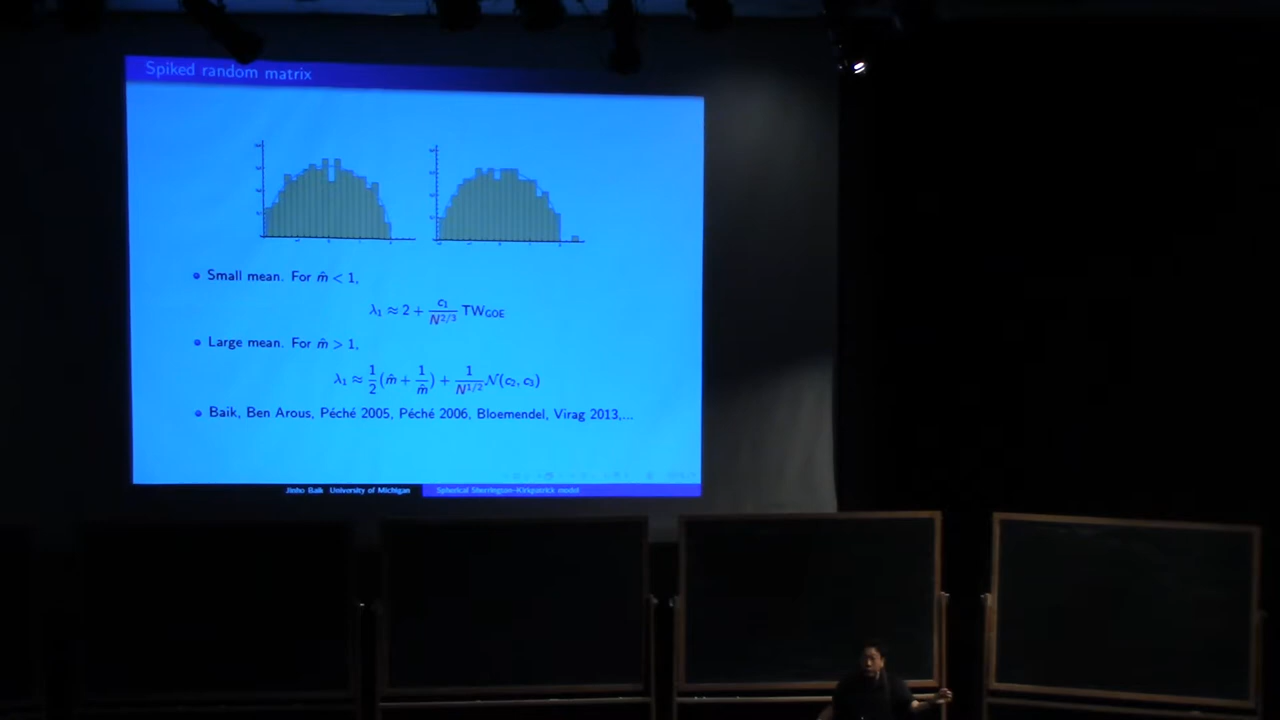 Spiked random matrix
Small mean. For m̂ < 1,
λ₁ ≈ 2 + c₁/N^{2/3} TW_GOE
Large mean. For m̂ > 1,
λ₁ ≈ 1/2 (m̂ + 1/m̂) + 1/N^{1/2} 𝒩(c₂, c₃)
Baik, Ben Arous, Péché 2005, Péché 2006, Bloemendel, Virag 2013,...
Jinho Baik University of Michigan
Spherical Sherrington-Kirkpatrick model